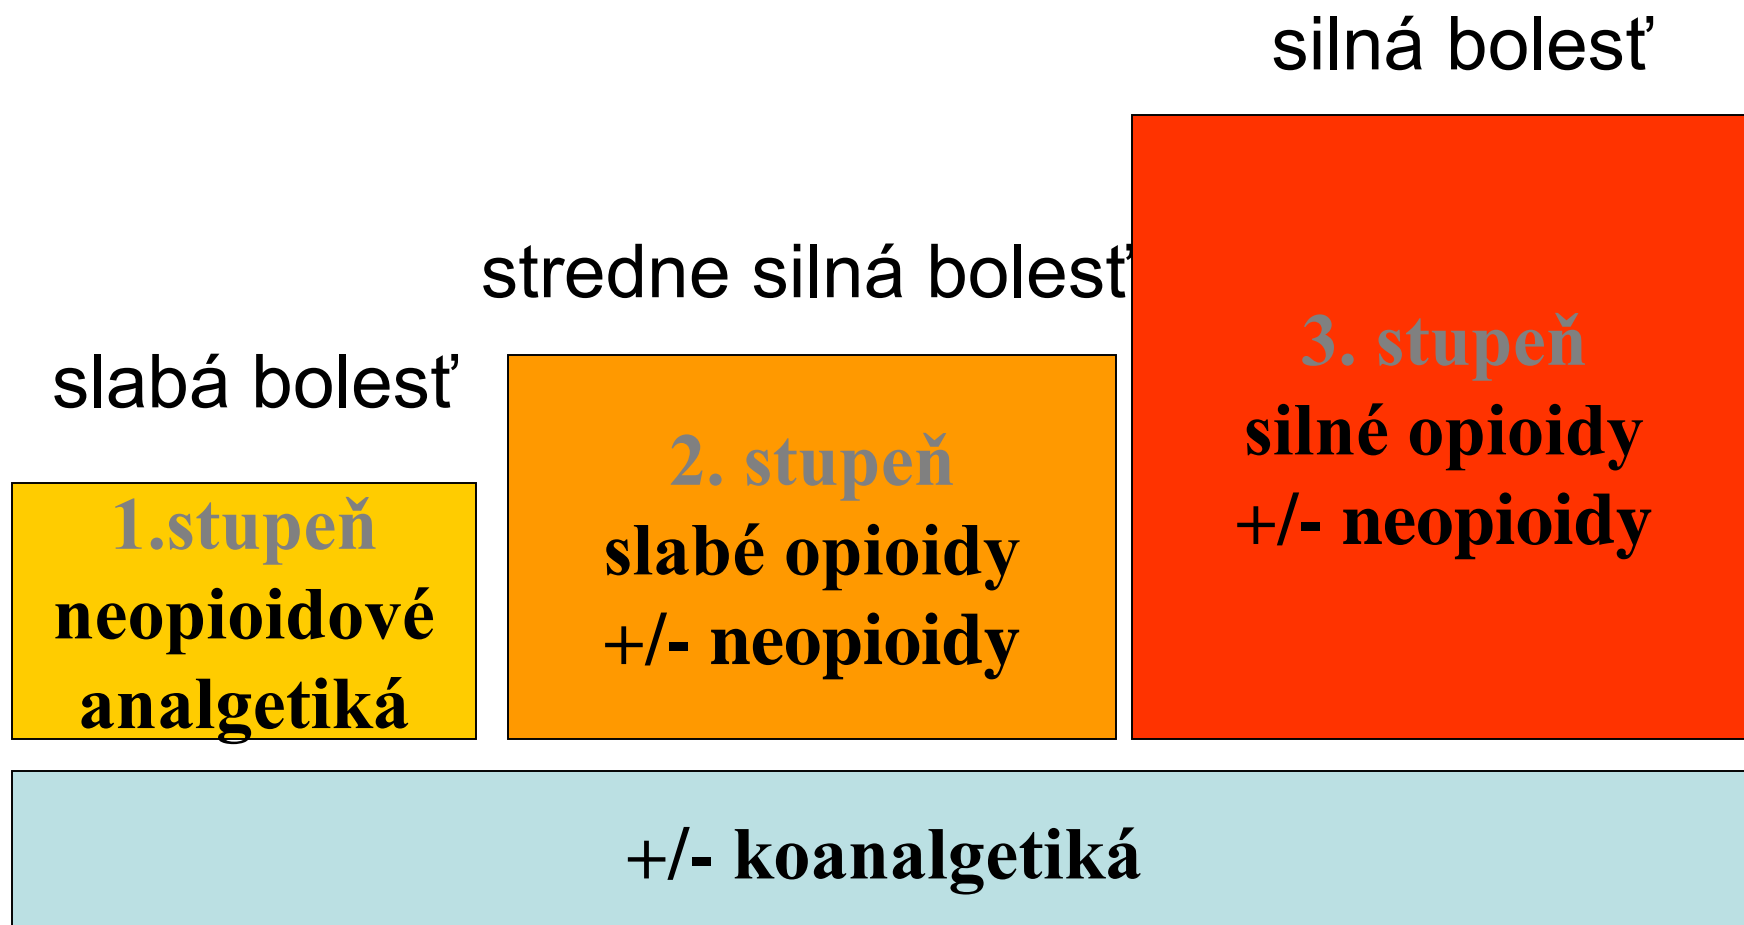 silná bolesť
stredne silná bolesť
slabá bolesť
1.stupeň
neopioidové
analgetiká
2. stupeň
slabé opioidy
+/- neopioidy
3. stupeň
silné opioidy
+/- neopioidy
+/- koanalgetiká